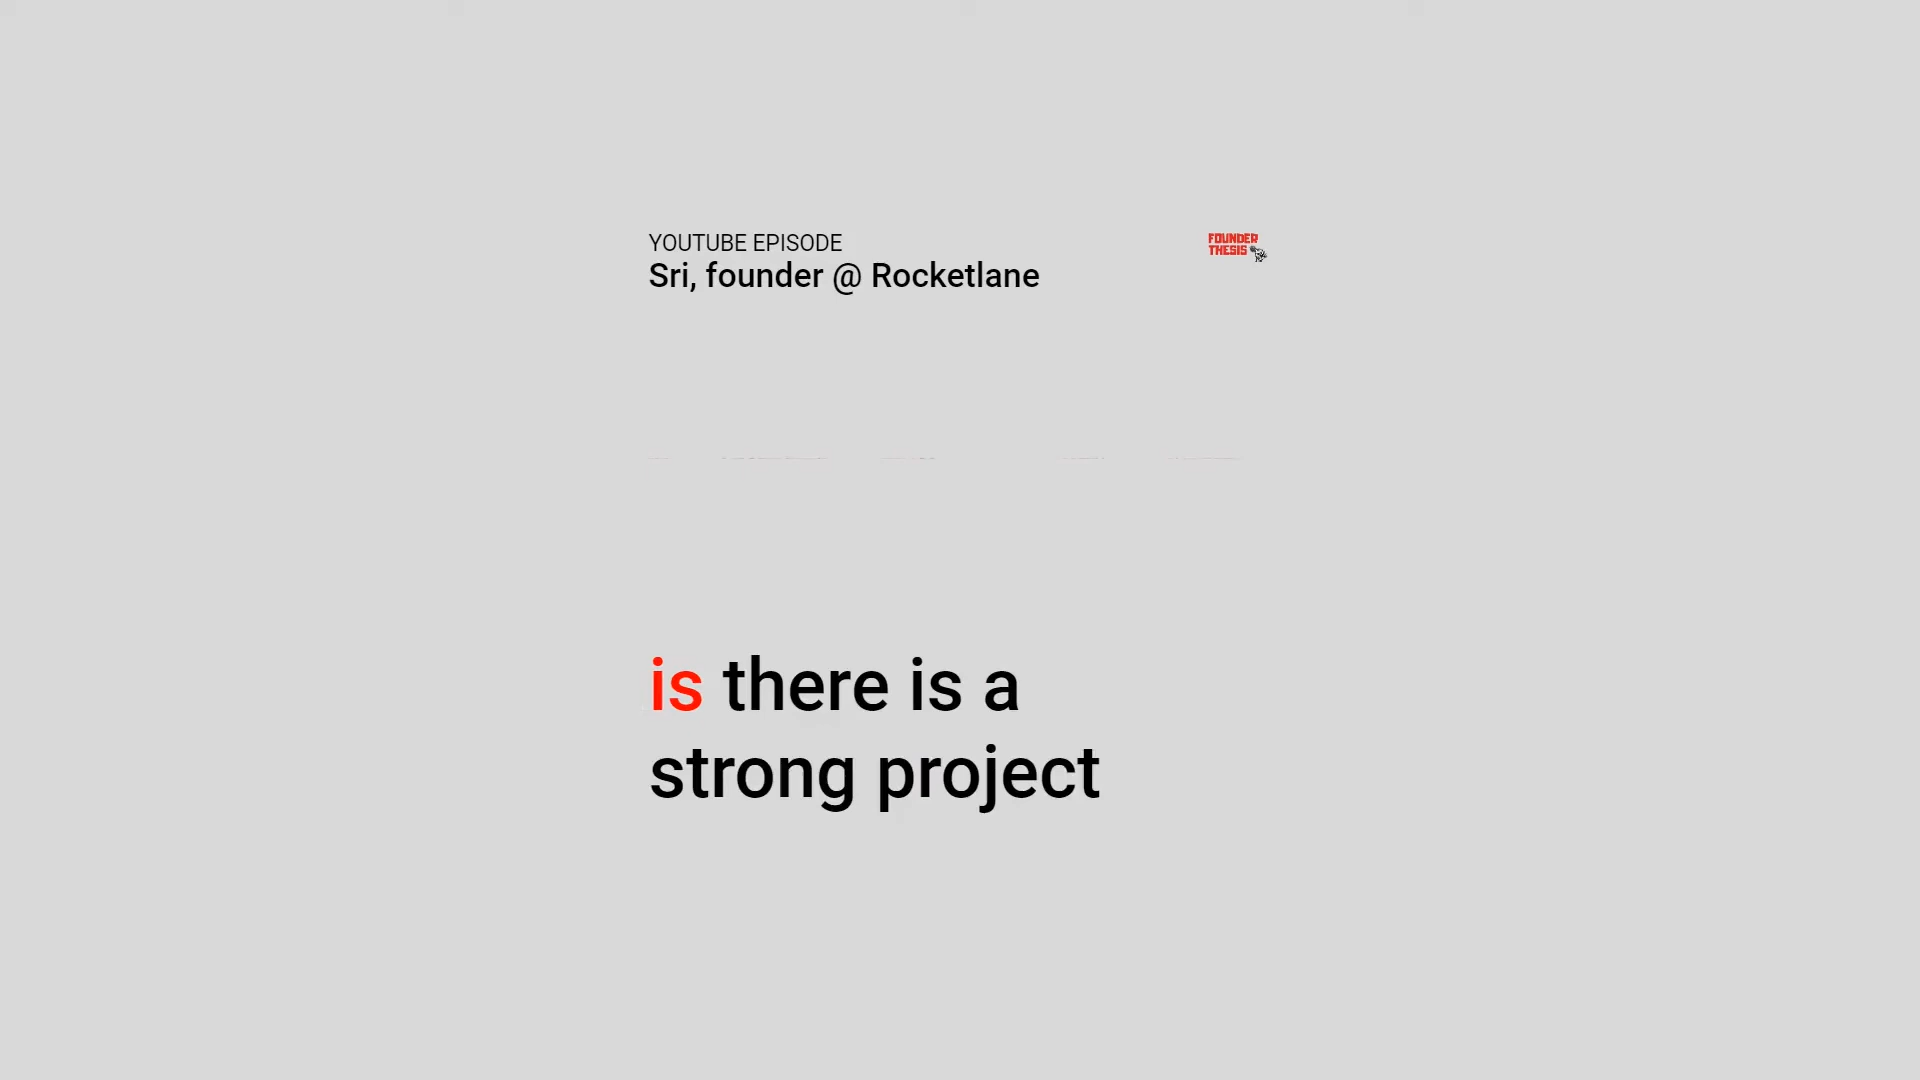 YOUTUBE EPISODE
Sri, founder @ Rocketlane
FOUNDER
THESIS
is there is a
strong project